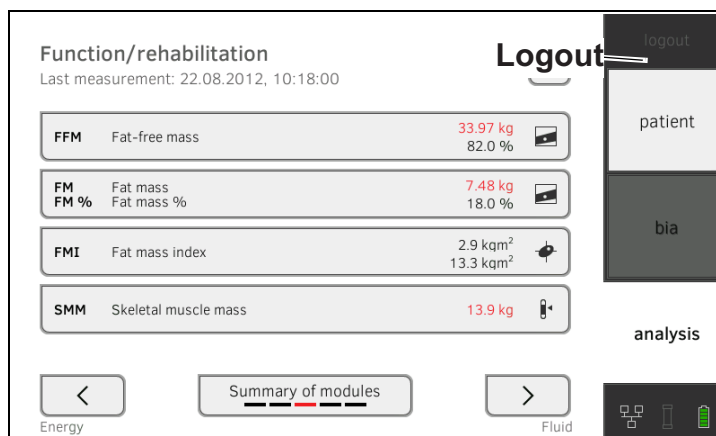 Function/rehabilitation
Last measurement: 22.08.2012, 10:18:00
Logout
logout
patient
bia
analysis
FFM Fat-free mass 33.97 kg
82.0 %
FM Fat mass 7.48 kg
FM % Fat mass % 18.0 %
FMI Fat mass index 2.9 kgm²
13.3 kgm²
SMM Skeletal muscle mass 13.9 kg
Summary of modules
Energy
Fluid